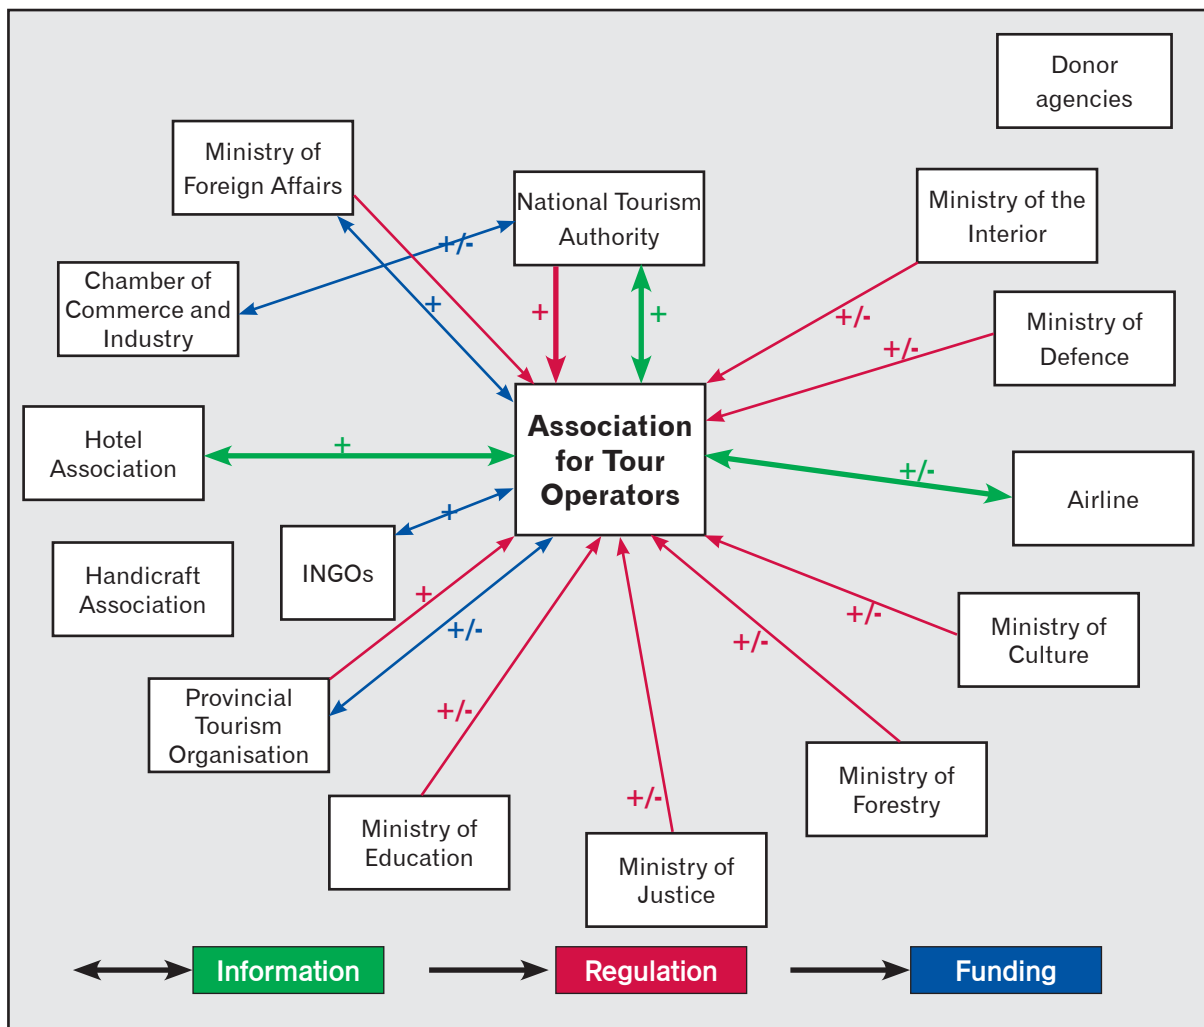 Donor
agencies
Ministry of
Foreign Affairs
National Tourism
Authority
Ministry of the
Interior
+/-
Chamber of
Commerce and
Industry
+
+
+
+/-
Ministry of
Defence
+/-
Association
for Tour
Operators
Hotel
Association
+
+/-
Airline
+
INGOs
Handicraft
Association
+
+/-
+/-
+/-
Ministry of
Culture
Provincial
Tourism
Organisation
+/-
Ministry of
Forestry
+/-
Ministry of
Education
Ministry of
Justice
Information
Regulation
Funding